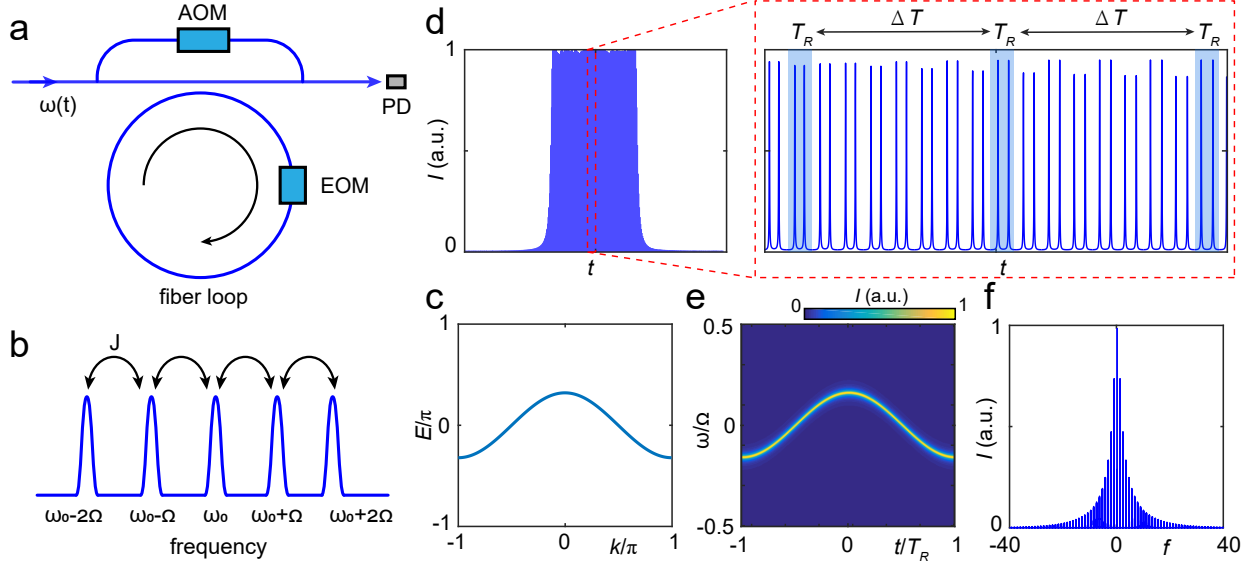 a
AOM
ω(t)
PD
EOM
fiber loop
b
J
ω₀-2Ω ω₀-Ω ω₀ ω₀+Ω ω₀+2Ω
frequency
d
1
I (a.u.)
0
t
T_R ΔT T_R ΔT T_R
t
c
1
E/π
0
-1
-1 0 k/π 1
e
0 I (a.u.) 1
0.5
ω/Ω
0
-0.5
-1 0 t/T_R 1
f
1
I (a.u.)
0
-40 0 f 40